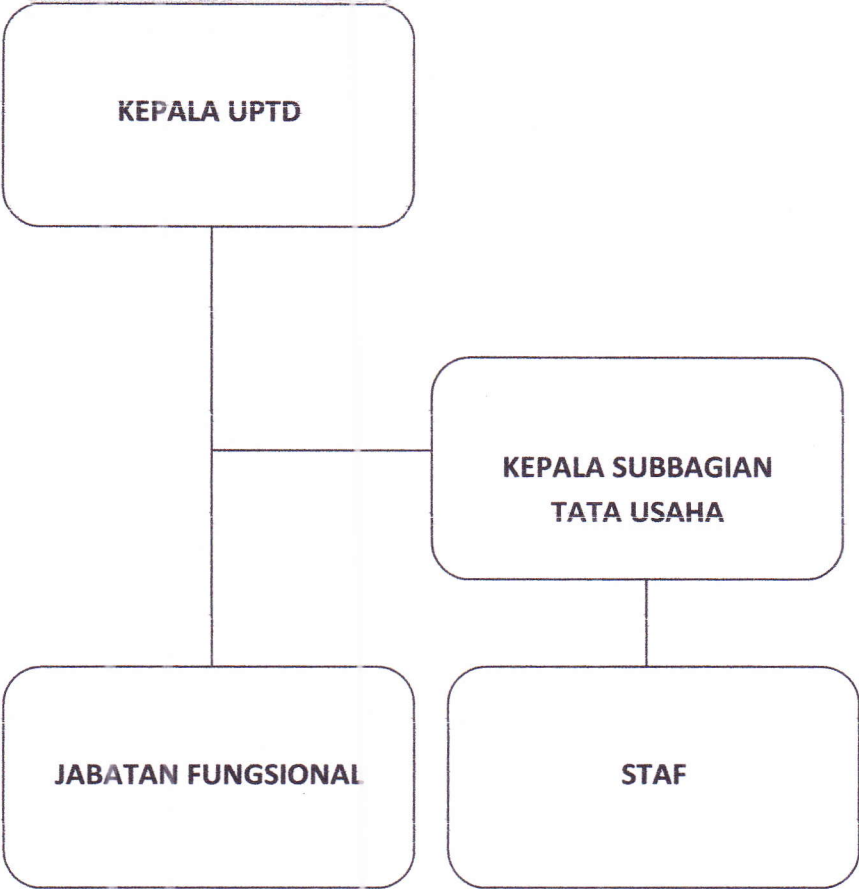 KEPALA UPTD
KEPALA SUBBAGIAN
TATA USAHA
JABATAN FUNGSIONAL
STAF